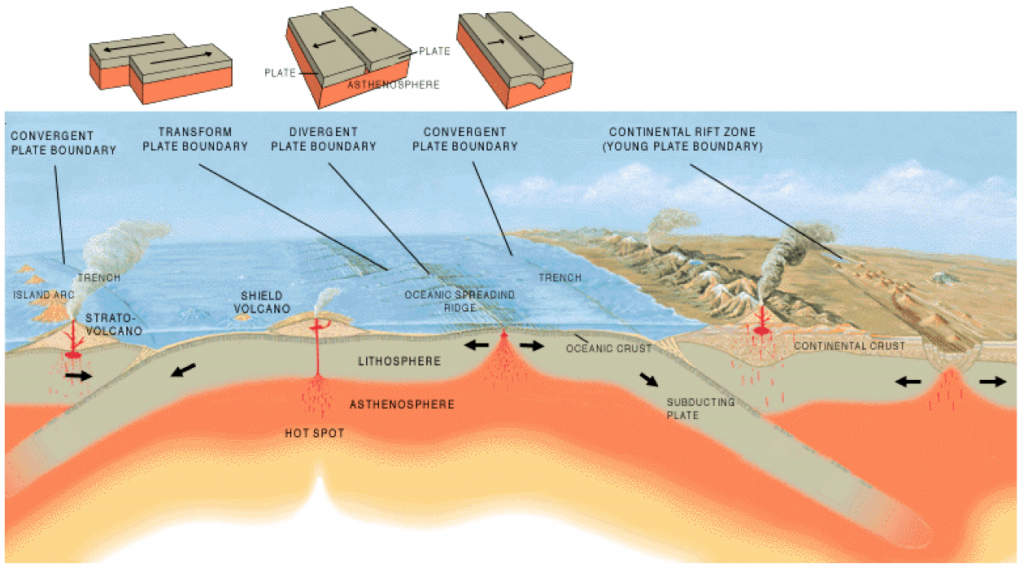 PLATE
PLATE
ASTHENOSPHERE
CONVERGENT
PLATE BOUNDARY
TRANSFORM
PLATE BOUNDARY
DIVERGENT
PLATE BOUNDARY
CONVERGENT
PLATE BOUNDARY
CONTINENTAL RIFT ZONE
(YOUNG PLATE BOUNDARY)
TRENCH
ISLAND ARC
STRATO-
VOLCANO
SHIELD
VOLCANO
OCEANIC SPREADIND
RIDGE
TRENCH
LITHOSPHERE
OCEANIC CRUST
CONTINENTAL CRUST
ASTHENOSPHERE
SUBDUCTING
PLATE
HOT SPOT